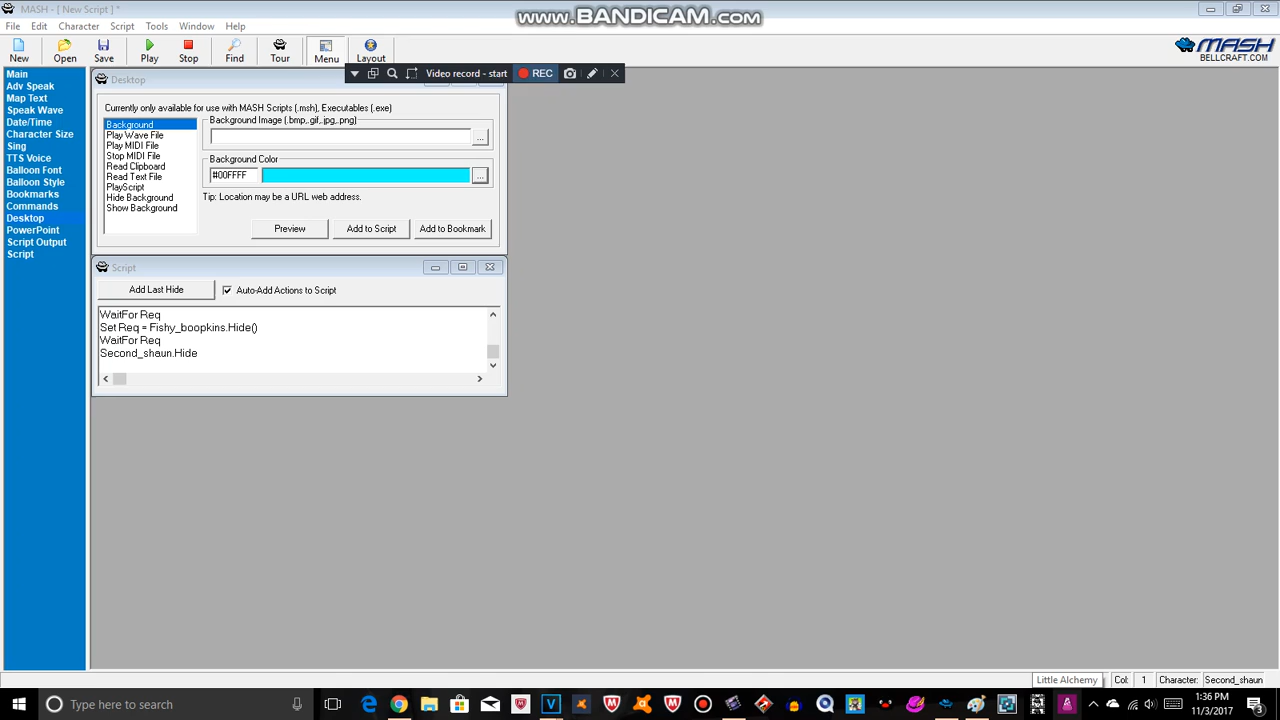 MASH - [ New Script ] *
www.BANDICAM.com
File Edit Character Script Tools Windows Help
New Open Save Play Stop Find Tour Menu Layout
MASH
BELLCRAFT.COM
Video record - start REC
Main
Adv Speak
Map Text
Speak Wave
Date/Time
Character Size
Sing
TTS Voice
Balloon Font
Balloon Style
Bookmarks
Commands
Desktop
PowerPoint
Script Output
Script
Desktop
Currently only available for use with MASH Scripts (.msh), Executables (.exe)
Background
Play Wave File
Play MIDI File
Stop MIDI File
Read Clipboard
Read Text File
PlayScript
Hide Background
Show Background
Background Image (.bmp,.gif,.jpg,.png)
...
Background Color
#00FFFF
...
Tip: Location may be a URL web address.
Preview Add to Script Add to Bookmark
Script
Add Last Hide Auto-Add Actions to Script
WaitFor Req
Set Req = Fishy_boopkins.Hide()
WaitFor Req
Second_shaun.Hide
Little Alchemy Col: 1 Character: Second_shaun
Type here to search
1:36 PM
11/3/2017